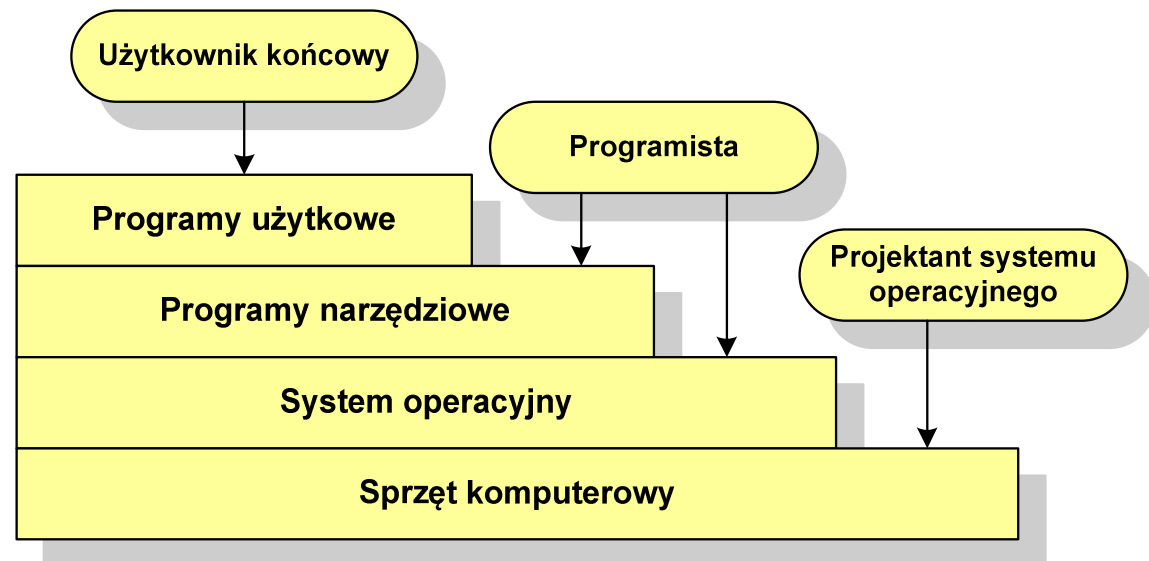 Użytkownik końcowy
Programista
Programy użytkowe
Projektant systemu
operacyjnego
Programy narzędziowe
System operacyjny
Sprzęt komputerowy